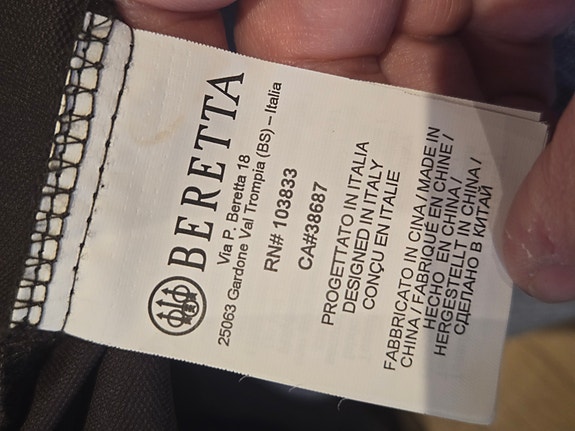 BERETTA
Via P. Beretta 18
25063 Gardone Val Trompia (BS) – Italia
RN# 103833
CA#38687
PROGETTATO IN ITALIA
DESIGNED IN ITALY
CONÇU EN ITALIE
FABBRICATO IN CINA / MADE IN
CHINA / FABRIQUÉ EN CHINE /
HECHO EN CHINA /
HERGESTELLT IN CHINA /
СДЕЛАНО В КИТАЙ